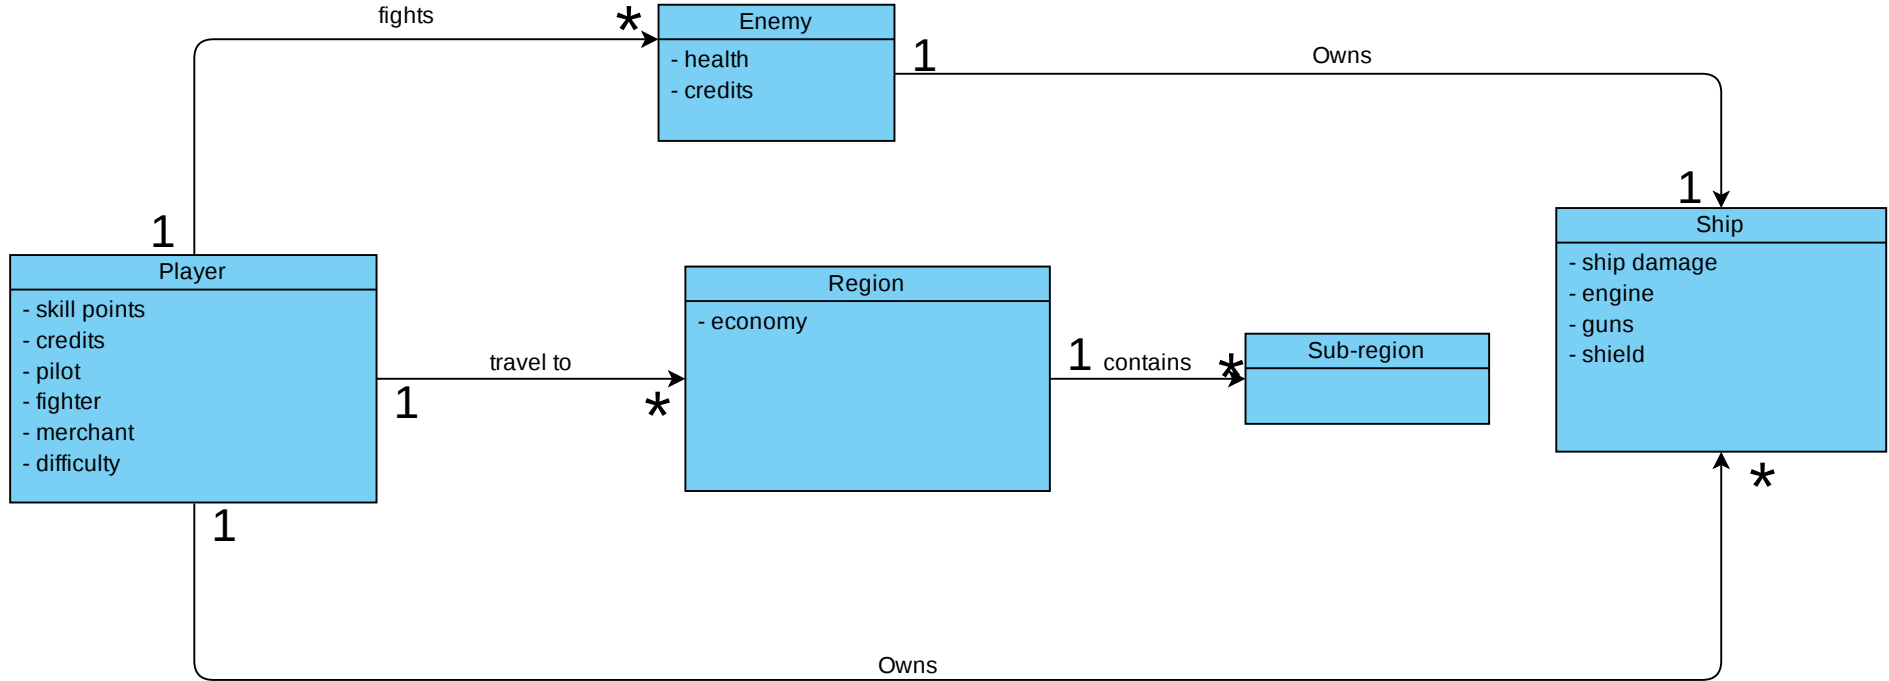 fights
*
Enemy
- health
- credits
1
Owns
1
1
Player
- skill points
- credits
- pilot
- fighter
- merchant
- difficulty
travel to
1
*
Region
- economy
1
contains
*
Sub-region
Ship
- ship damage
- engine
- guns
- shield
*
1
Owns